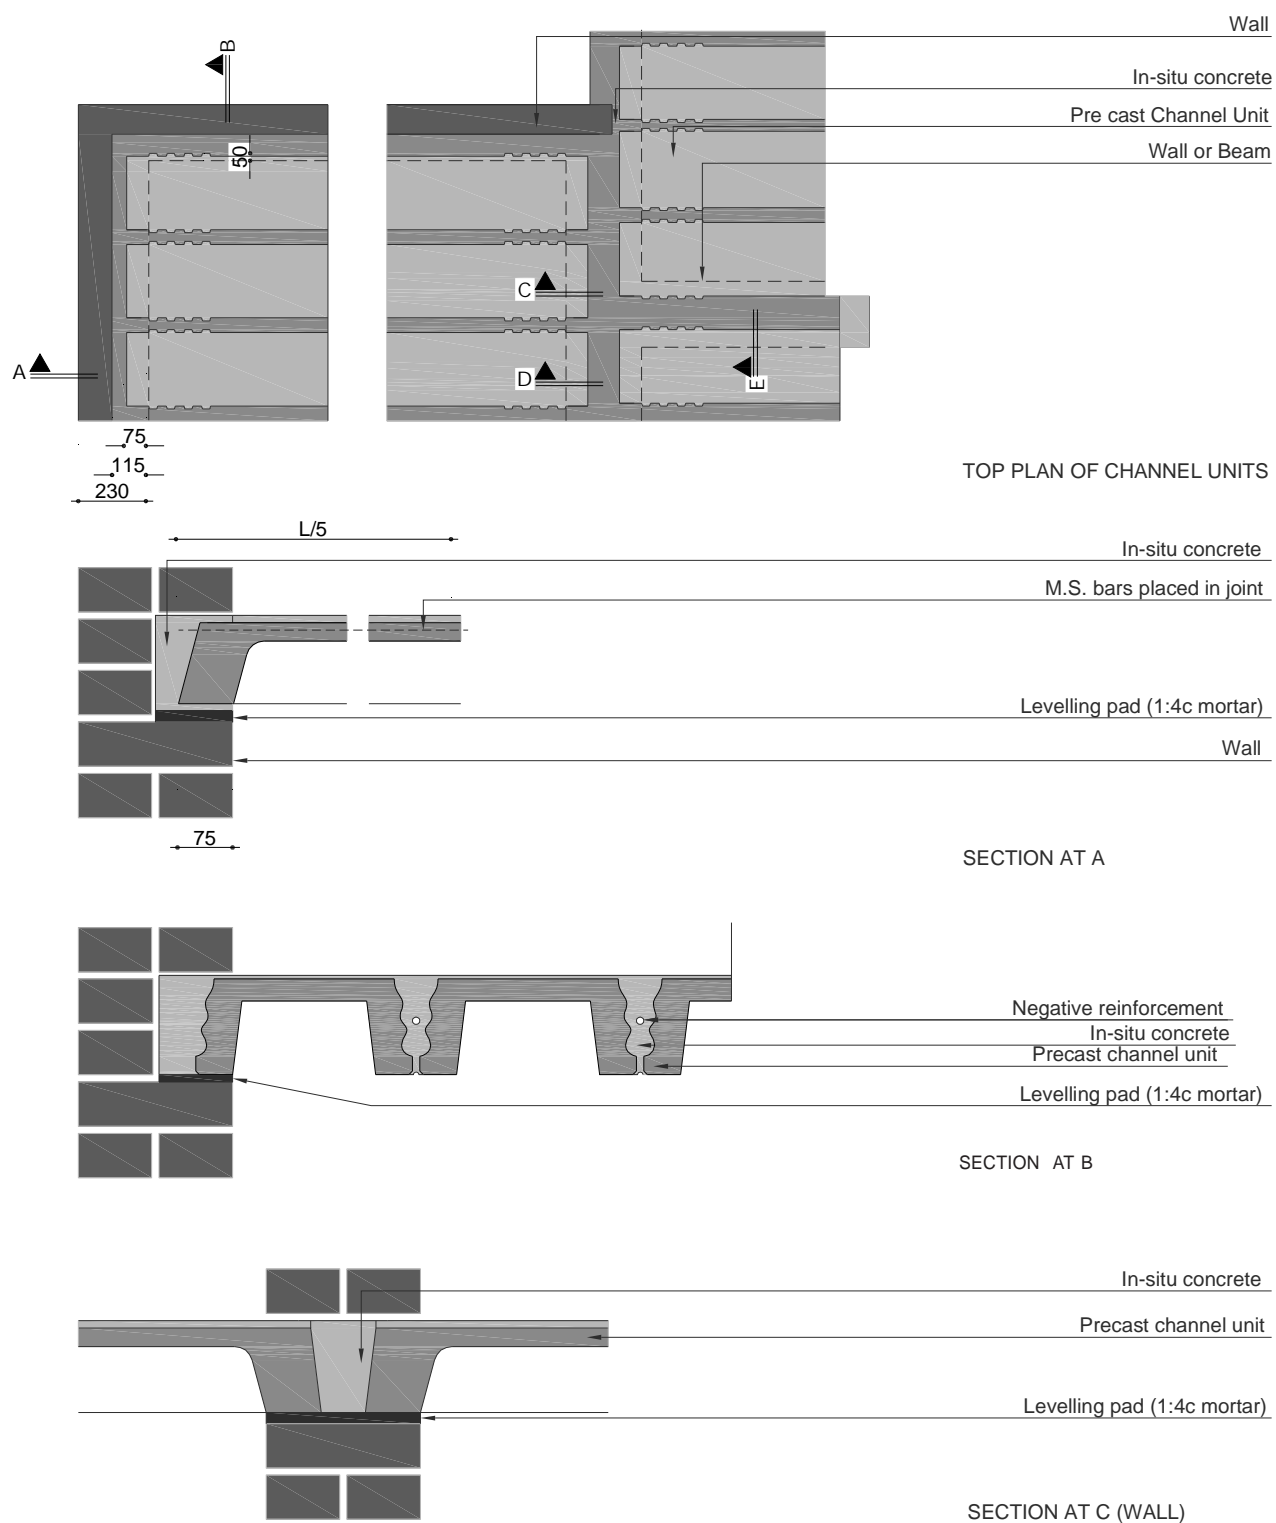 Wall
B
In-situ concrete
Pre cast Channel Unit
50
Wall or Beam
C
A
D
E
75
115
TOP PLAN OF CHANNEL UNITS
230
L/5
In-situ concrete
M.S. bars placed in joint
Levelling pad (1:4c mortar)
Wall
75
SECTION AT A
Negative reinforcement
In-situ concrete
Precast channel unit
Levelling pad (1:4c mortar)
SECTION AT B
In-situ concrete
Precast channel unit
Levelling pad (1:4c mortar)
SECTION AT C (WALL)